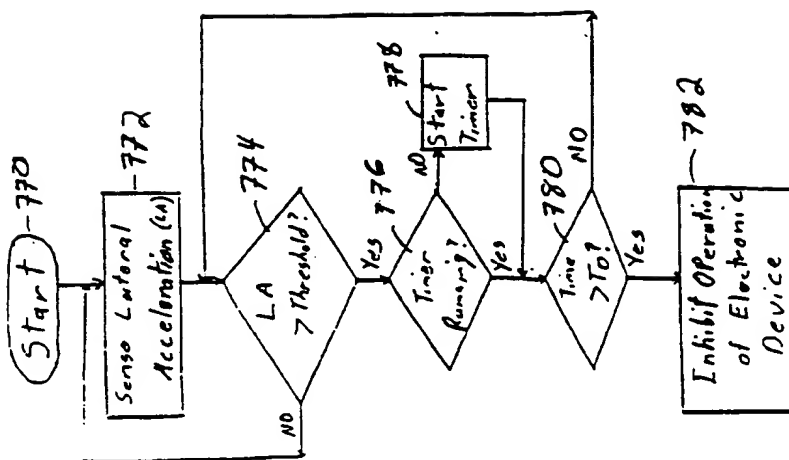 Start
770
Sense Lateral
Acceleration (LA)
772
LA
> Threshold?
774
NO
Yes
Timer
Running?
776
NO
Start
Timer
778
Yes
Time
> To?
780
NO
Yes
Inhibit Operation
of Electronic
Device
782